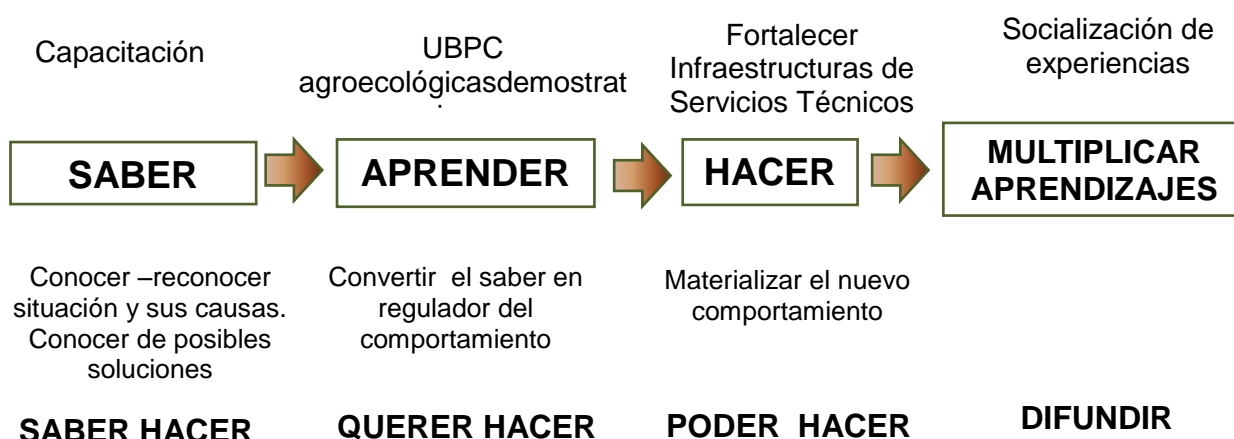 Capacitación
UBPC
agroecológicasdemostrat
Fortalecer
Infraestructuras de
Servicios Técnicos
Socialización de
experiencias
SABER
APRENDER
HACER
MULTIPLICAR
APRENDIZAJES
Conocer –reconocer
situación y sus causas.
Conocer de posibles
soluciones
Convertir el saber en
regulador del
comportamiento
Materializar el nuevo
comportamiento
SABER HACER
QUERER HACER
PODER HACER
DIFUNDIR